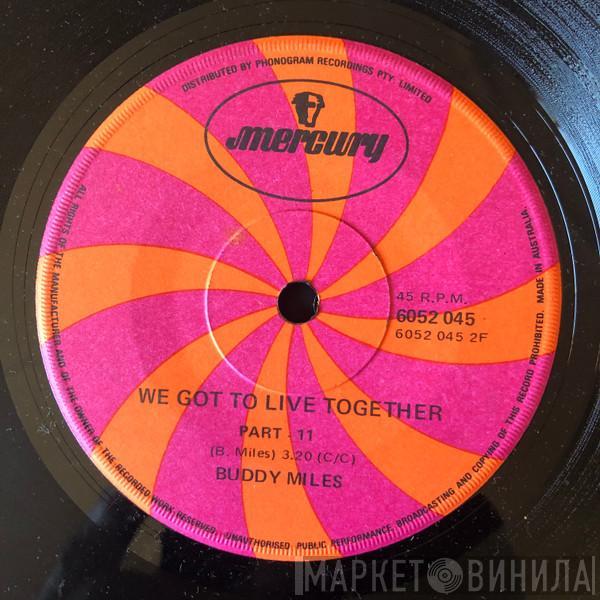 DISTRIBUTED BY PHONOGRAM RECORDINGS PTY. LIMITED
mercury
45 R.P.M.
6052 045
6052 045 2F
WE GOT TO LIVE TOGETHER
PART - 11
(B. Miles) 3.20 (C/C)
BUDDY MILES
ALL RIGHTS OF THE MANUFACTURER AND OF THE OWNER OF THE RECORDED WORK RESERVED. UNAUTHORISED PUBLIC PERFORMANCE, BROADCASTING AND COPYING OF THIS RECORD PROHIBITED. MADE IN AUSTRALIA.
МАРКЕТ ВИНИЛА